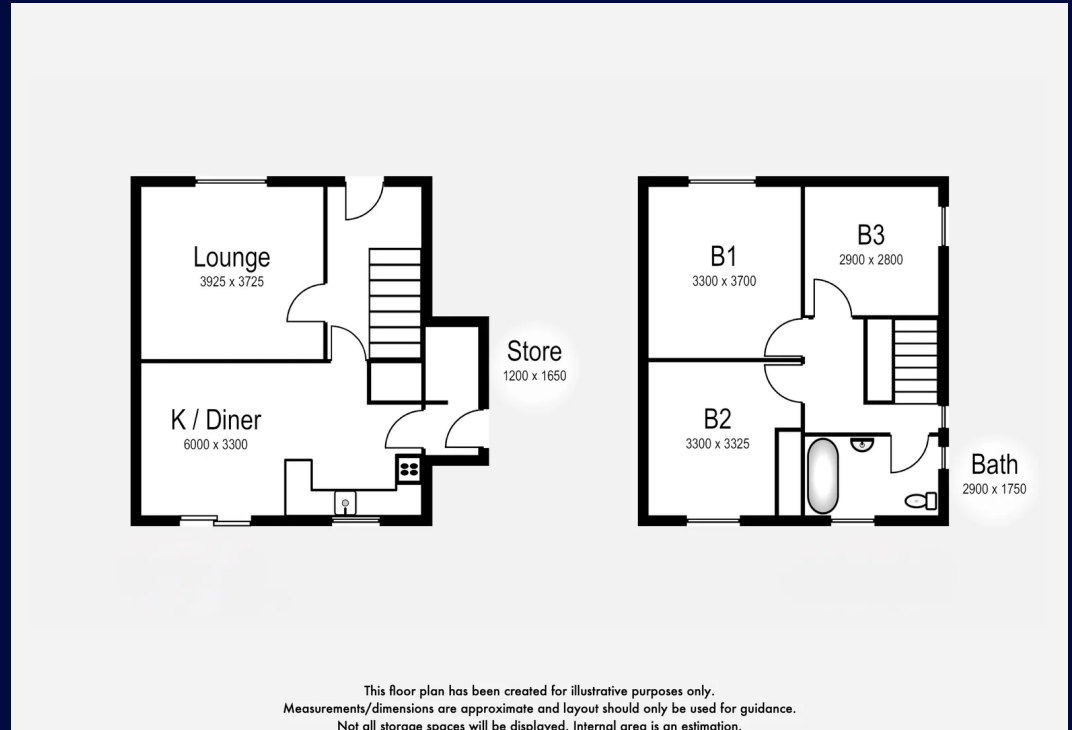 Lounge
3925 x 3725
K / Diner
6000 x 3300
Store
1200 x 1650
B1
3300 x 3700
B3
2900 x 2800
B2
3300 x 3325
Bath
2900 x 1750
This floor plan has been created for illustrative purposes only.
Measurements/dimensions are approximate and layout should only be used for guidance.
Not all storage spaces will be displayed. Internal area is an estimation.